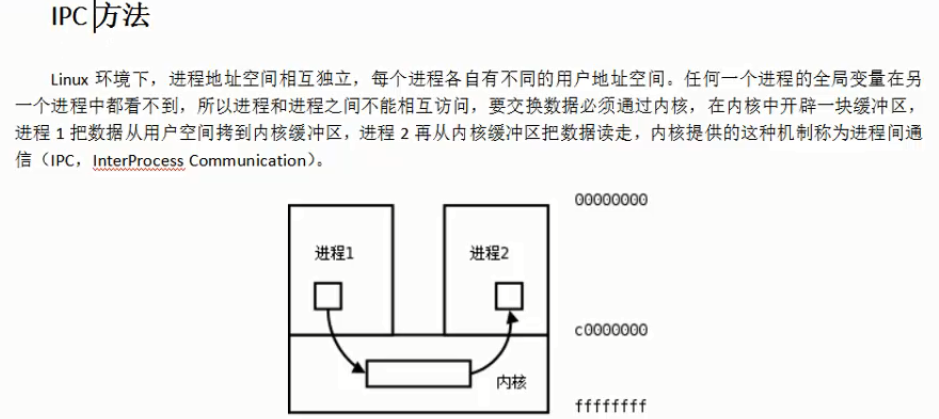 IPC方法
Linux 环境下，进程地址空间相互独立，每个进程各自有不同的用户地址空间。任何一个进程的全局变量在另
一个进程中都看不到，所以进程和进程之间不能相互访问，要交换数据必须通过内核，在内核中开辟一块缓冲区，
进程 1 把数据从用户空间拷到内核缓冲区，进程 2 再从内核缓冲区把数据读走，内核提供的这种机制称为进程间通
信（IPC，InterProcess Communication）。
00000000
进程1
进程2
c0000000
内核
ffffffff